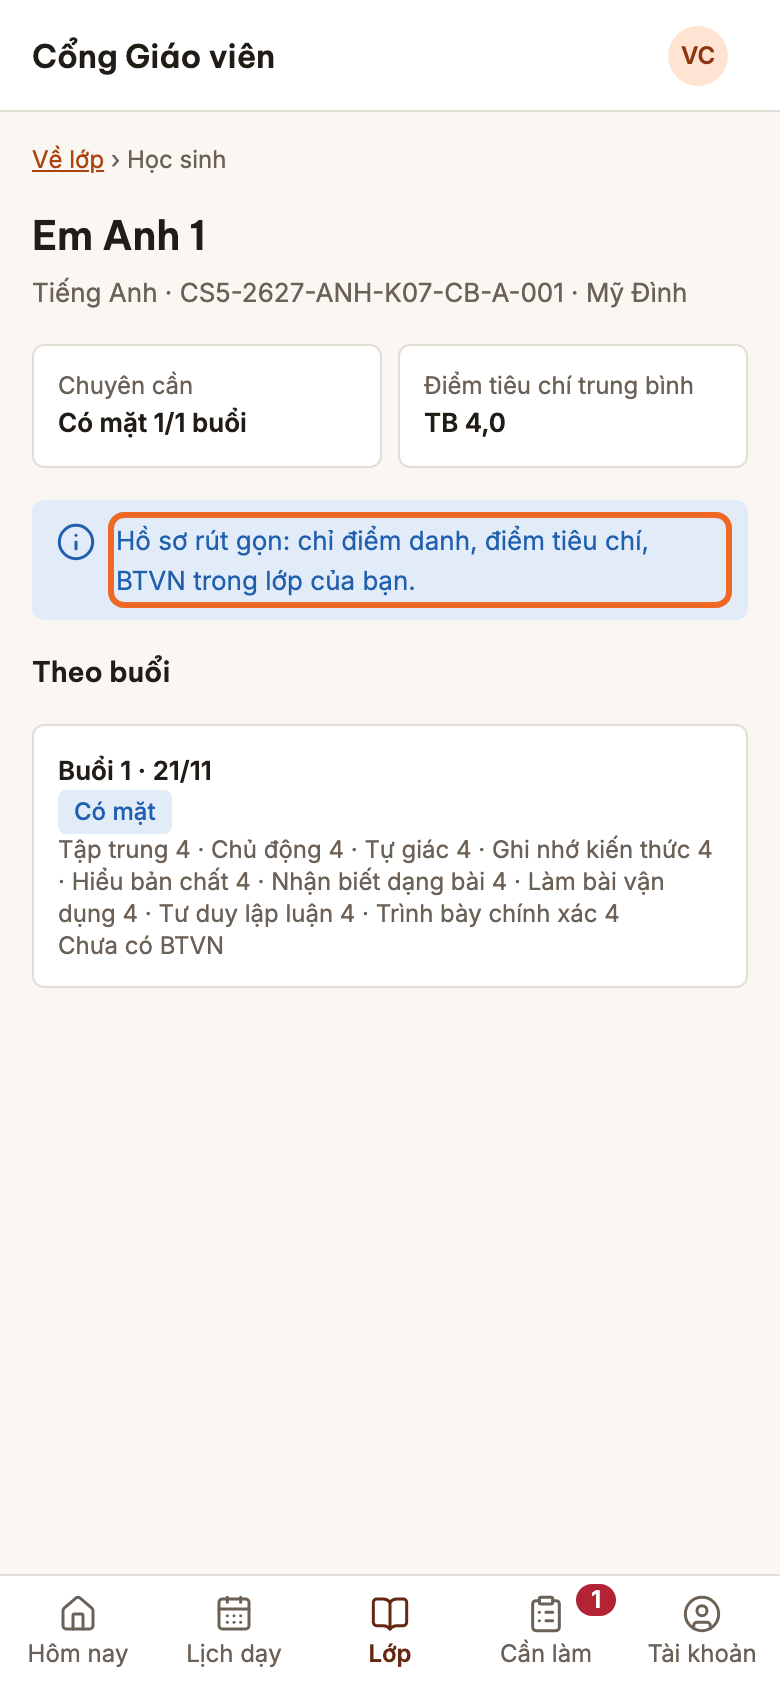 Cổng Giáo viên
VC
Về lớp › Học sinh
Em Anh 1
Tiếng Anh · CS5-2627-ANH-K07-CB-A-001 · Mỹ Đình
Chuyên cần
Có mặt 1/1 buổi
Điểm tiêu chí trung bình
TB 4,0
Hồ sơ rút gọn: chỉ điểm danh, điểm tiêu chí,
BTVN trong lớp của bạn.
Theo buổi
Buổi 1 · 21/11
Có mặt
Tập trung 4 · Chủ động 4 · Tự giác 4 · Ghi nhớ kiến thức 4
· Hiểu bản chất 4 · Nhận biết dạng bài 4 · Làm bài vận
dụng 4 · Tư duy lập luận 4 · Trình bày chính xác 4
Chưa có BTVN
1
Hôm nay
Lịch dạy
Lớp
Cần làm
Tài khoản